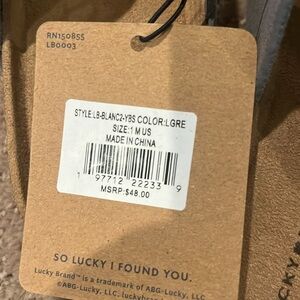 RN150855
LB0003
STYLE:LB-BLANC2-YBS COLOR:LGRE
SIZE:1 M US
MADE IN CHINA
1 97712 22233 9
MSRP:$48.00
SO LUCKY I FOUND YOU.
Lucky Brand™ is a trademark of ABG-Lucky, LLC.
©ABG-Lucky, LLC. luckybrand
CKY